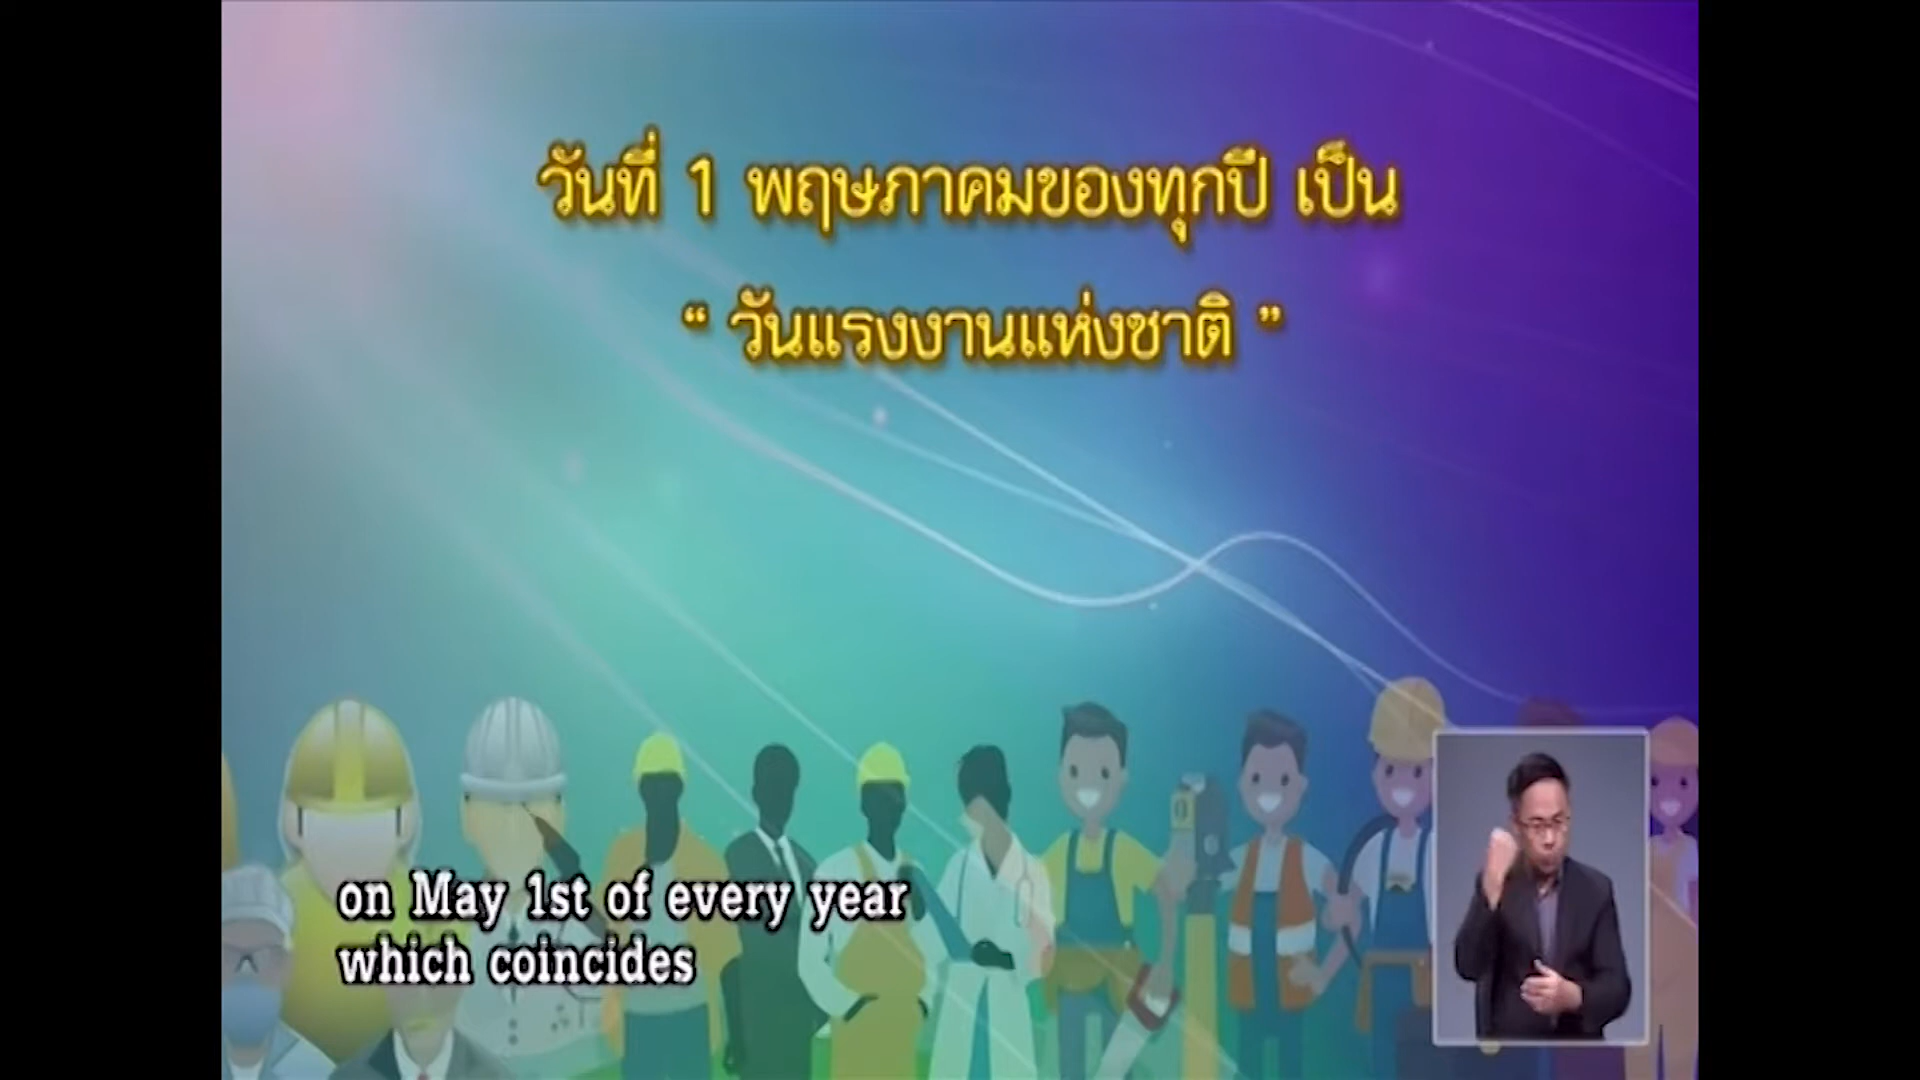 วันที่ 1 พฤษภาคมของทุกปี เป็น
“ วันแรงงานแห่งชาติ ”
on May 1st of every year
which coincides